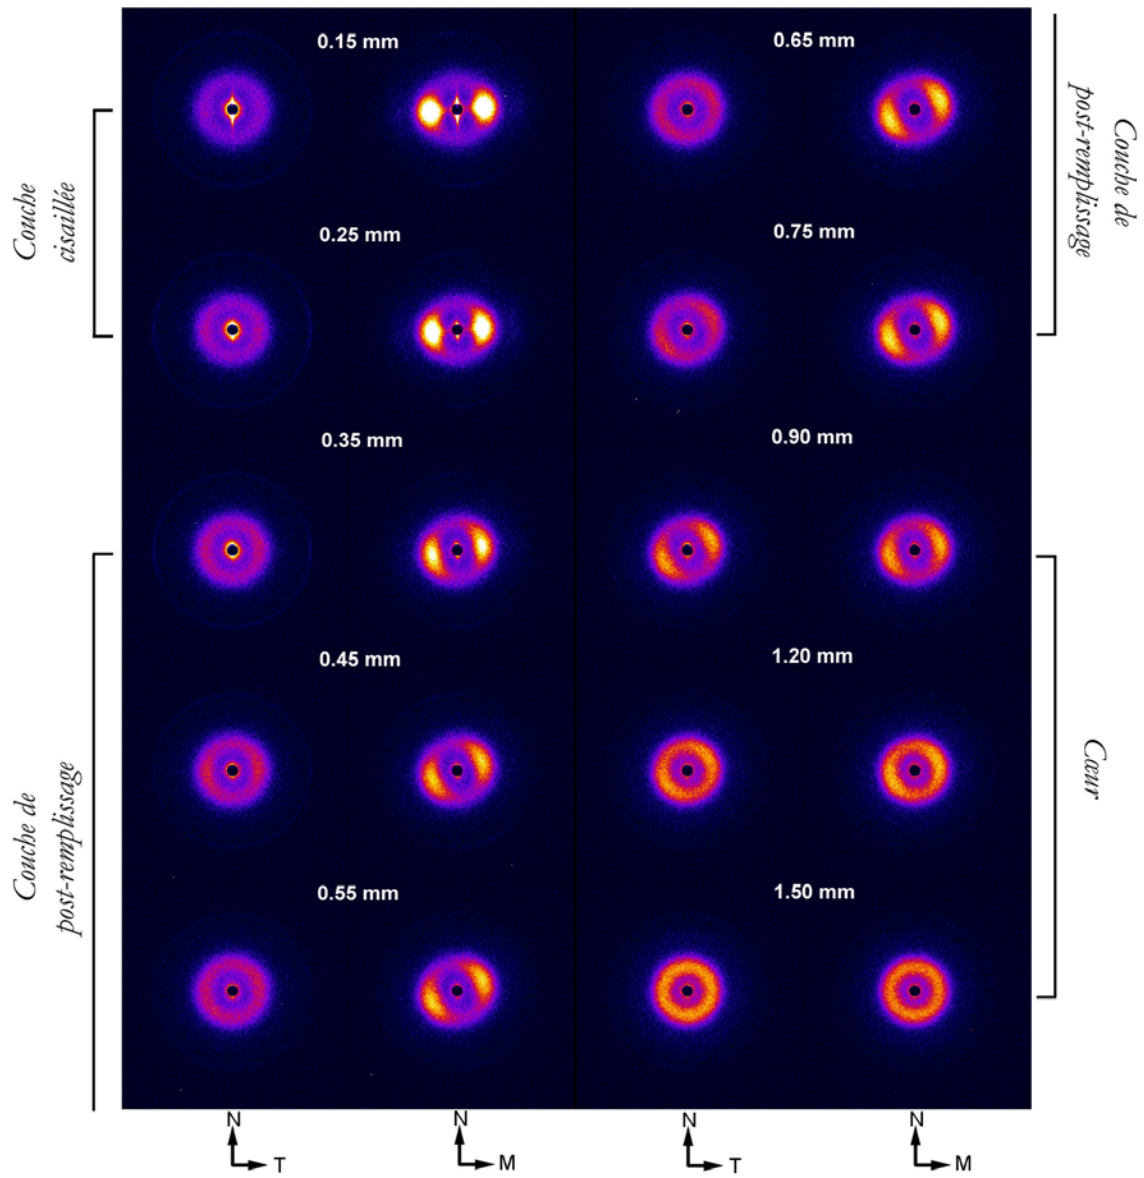 0.15 mm
0.65 mm
Couche
cisaillée
Couche de
post-remplissage
0.25 mm
0.75 mm
0.35 mm
0.90 mm
0.45 mm
1.20 mm
Couche de
post-remplissage
Cœur
0.55 mm
1.50 mm
N
N
N
N
T
M
T
M